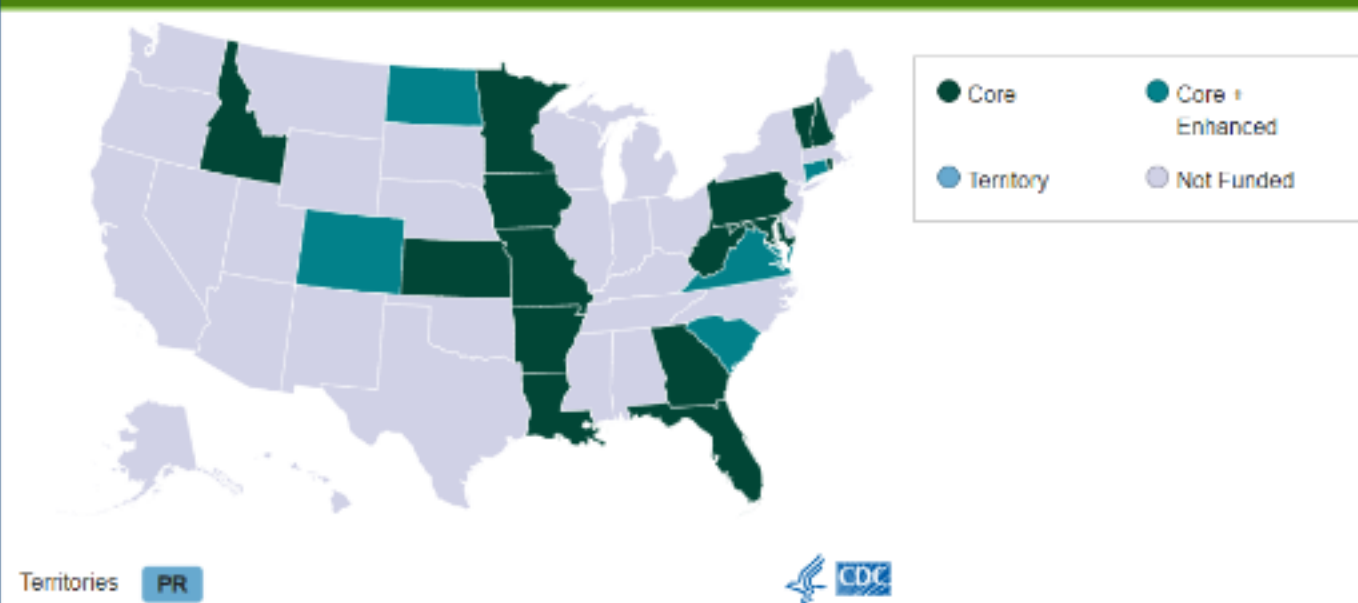 Core
Core +
Enhanced
Territory
Not Funded
Territories PR
CDC